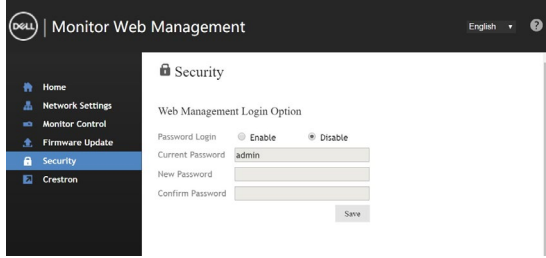 DELL | Monitor Web Management
English
?
Home
Network Settings
Monitor Control
Firmware Update
Security
Crestron
Security
Web Management Login Option
Password Login Enable Disable
Current Password admin
New Password
Confirm Password
Save